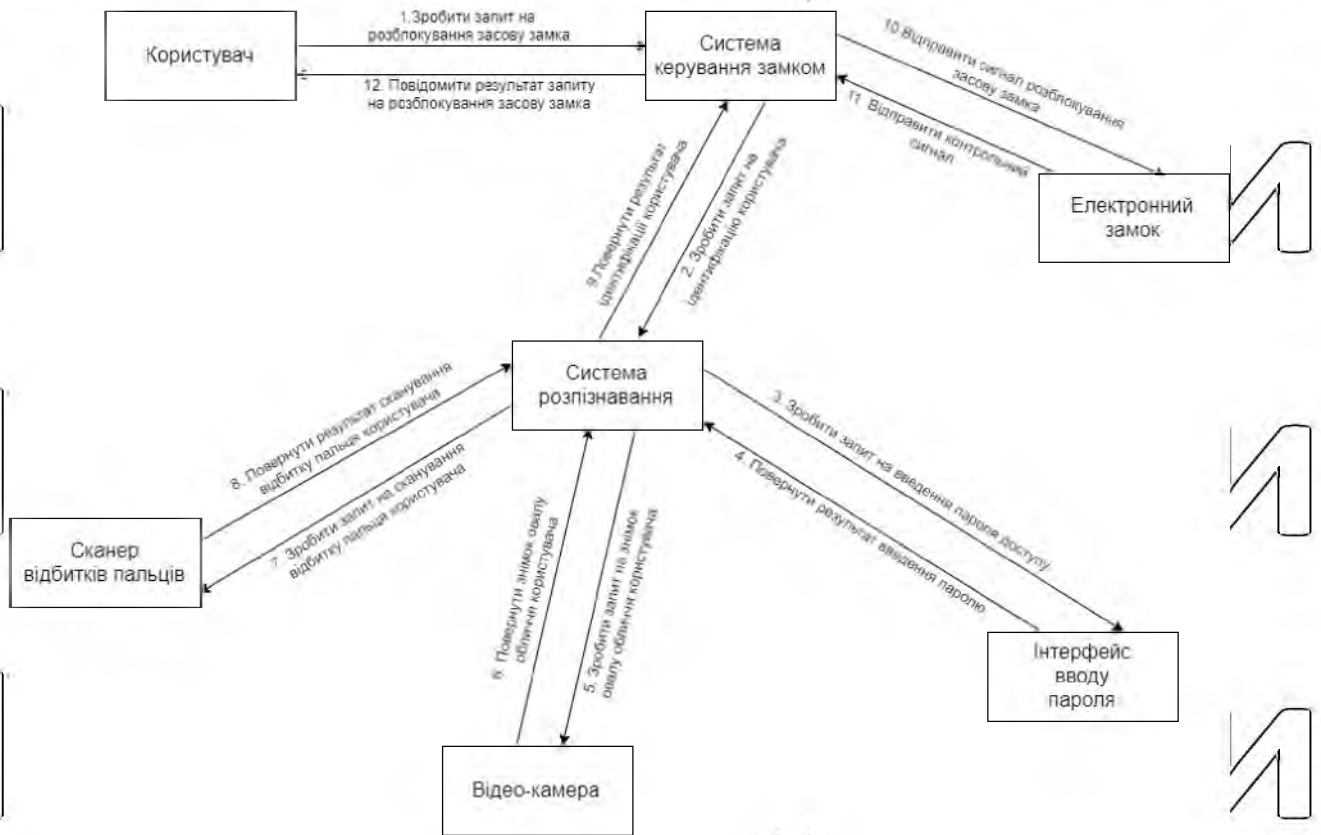 1.Зробити запит на
розблокування засову замка
Користувач
Система
керування замком
12. Повідомити результат запиту
на розблокування засову замка
10.Відправити сигнал розблокування
засову замка
11. Відправити контрольний
сигнал
Електронний
замок
9.Повернути результат
ідентифікації користувача
2. Зробити запит на
ідентифікацію користувача
Система
розпізнавання
8. Повернути результат сканування
відбитку пальця користувача
7. Зробити запит на сканування
відбитку пальця користувача
3. Зробити запит на введення пароля доступу
4. Повернути результат введення паролю
Сканер
відбитків пальців
6. Повернути знімок овалу
обличчя користувача
5. Зробити запит на знімок
овалу обличчя користувача
Інтерфейс
вводу
пароля
Відео-камера